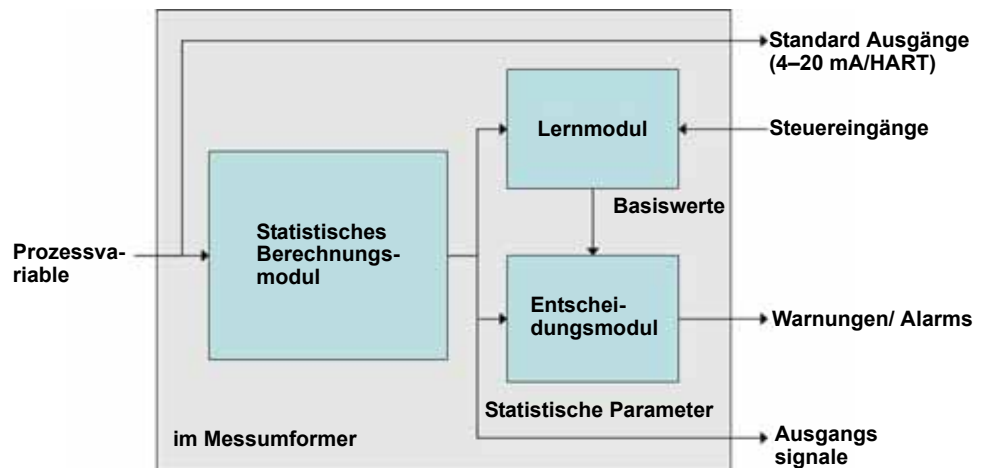 Standard Ausgänge
(4–20 mA/HART)
Lernmodul
Steuereingänge
Basiswerte
Statistisches
Berechnungs-
modul
Prozessva-
riable
Entschei-
dungsmodul
Warnungen/ Alarms
Statistische Parameter
im Messumformer
Ausgangs
signale